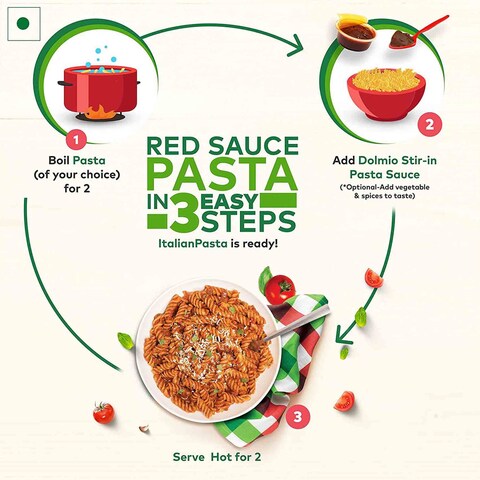 1
Boil Pasta
(of your choice)
for 2
2
Add Dolmio Stir-in
Pasta Sauce
(*Optional-Add vegetable
& spices to taste)
RED SAUCE
PASTA
IN 3 EASY
STEPS
ItalianPasta is ready!
3
Serve Hot for 2